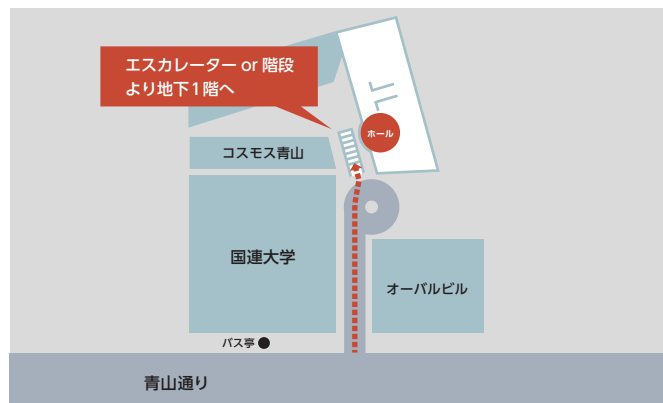 エスカレーター or 階段
より地下1階へ
ホール
コスモス青山
国連大学
オーバルビル
バス亭
青山通り